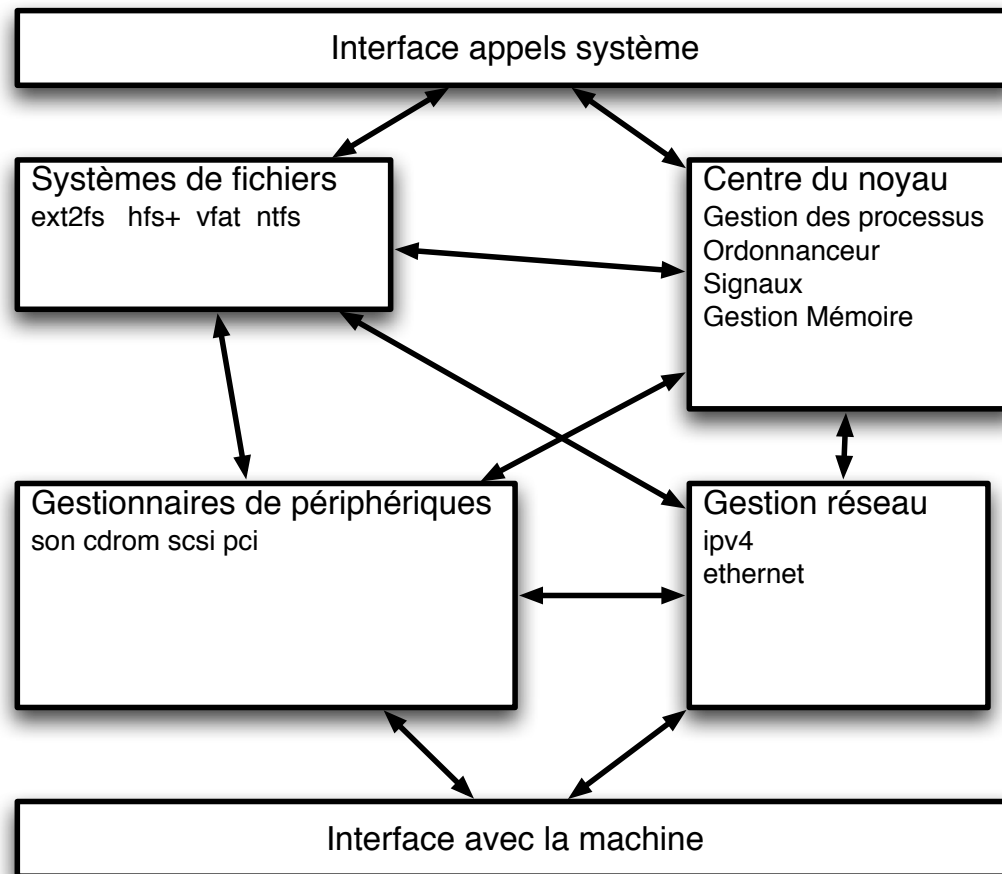 Interface appels système
Systèmes de fichiers
ext2fs hfs+ vfat ntfs
Centre du noyau
Gestion des processus
Ordonnanceur
Signaux
Gestion Mémoire
Gestionnaires de périphériques
son cdrom scsi pci
Gestion réseau
ipv4
ethernet
Interface avec la machine